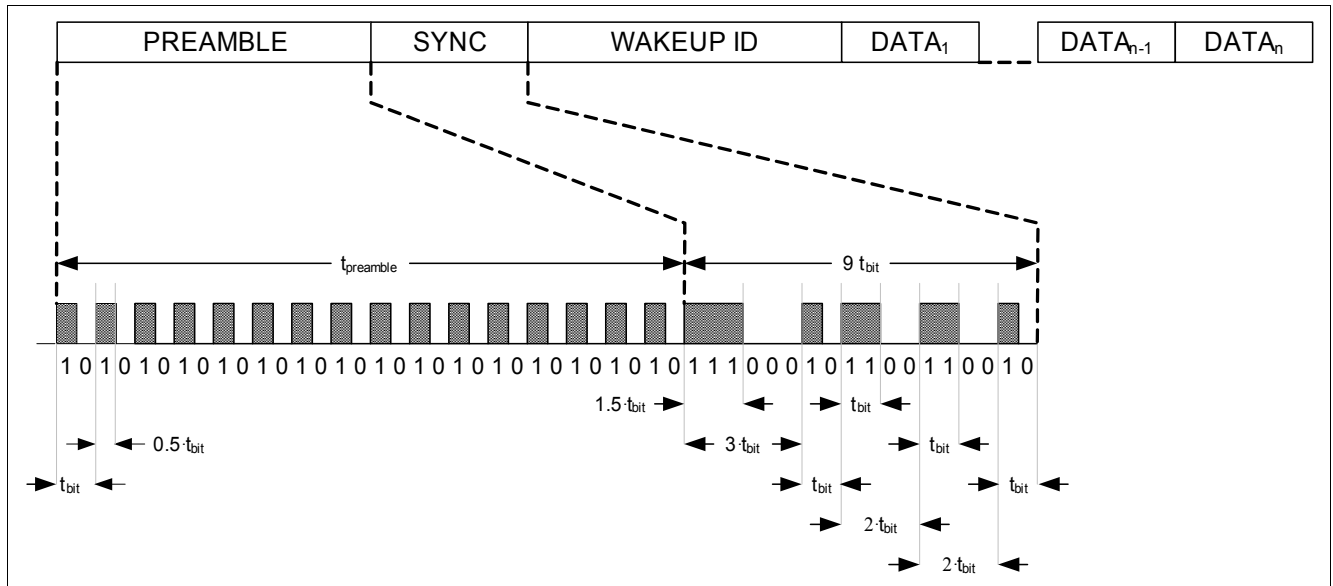 PREAMBLE SYNC WAKEUP ID DATA1 DATAn-1 DATAn
tpreamble 9 tbit
1 0 1 0 1 0 1 0 1 0 1 0 1 0 1 0 1 0 1 0 1 0 1 0 1 0 1 0 1 0 1 0 1 1 1 0 0 0 1 0 1 1 0 0 1 1 0 0 1 0
1.5·tbit tbit
0.5·tbit 3·tbit tbit
tbit tbit tbit
2·tbit
2·tbit